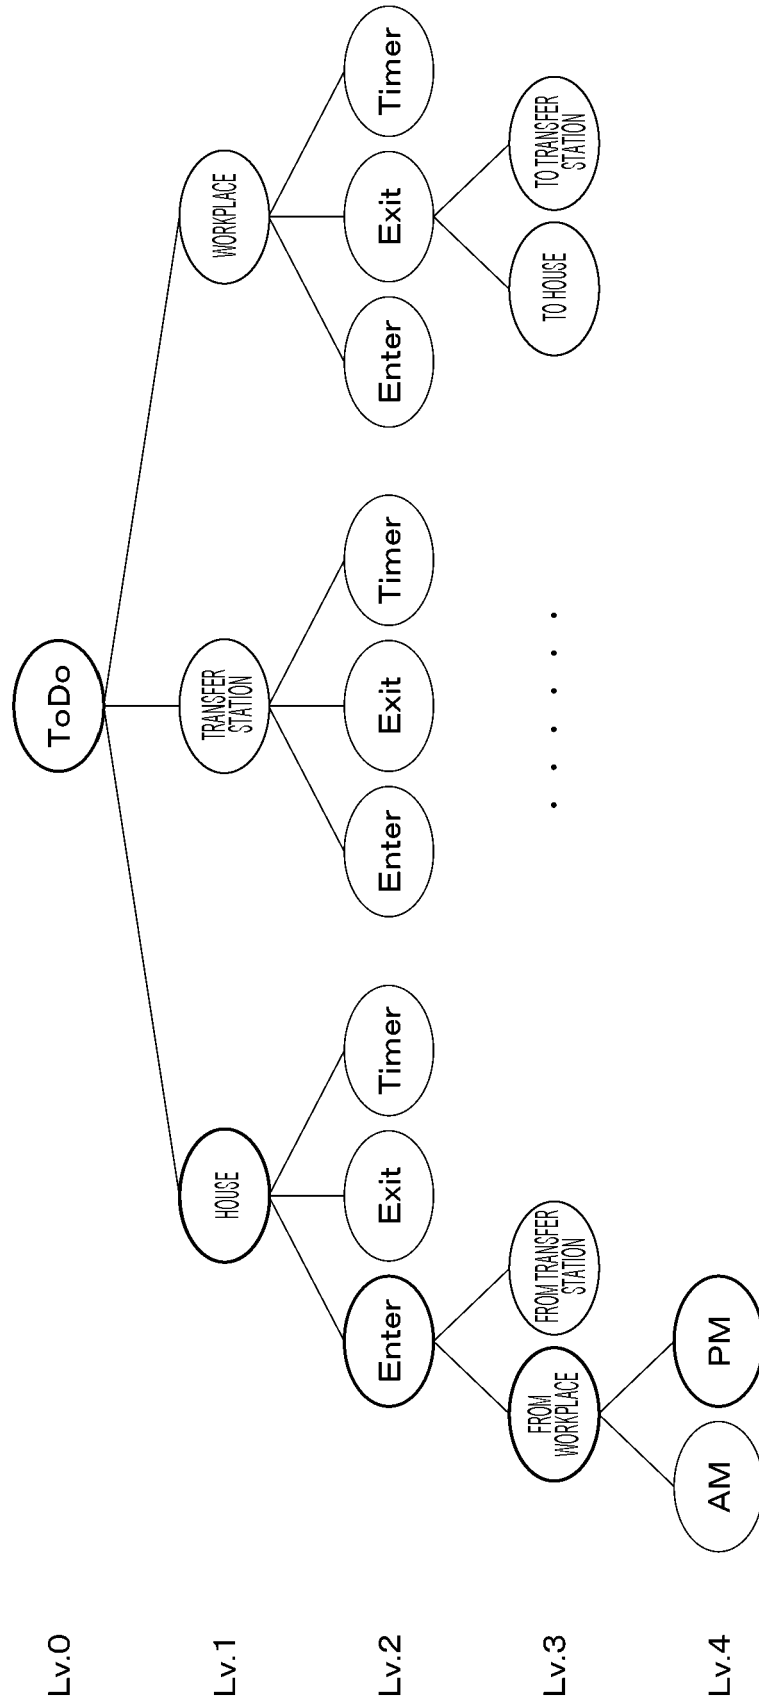 Lv.0
ToDo
Lv.1
HOUSE
TRANSFER
STATION
WORKPLACE
Lv.2
Enter
Exit
Timer
Enter
Exit
Timer
Enter
Exit
Timer
Lv.3
FROM
WORKPLACE
FROM TRANSFER
STATION
......
TO HOUSE
TO TRANSFER
STATION
Lv.4
AM
PM